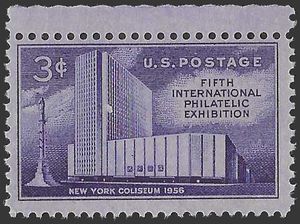 3¢
U.S. POSTAGE
FIFTH
INTERNATIONAL
PHILATELIC
EXHIBITION
NEW YORK COLISEUM 1956